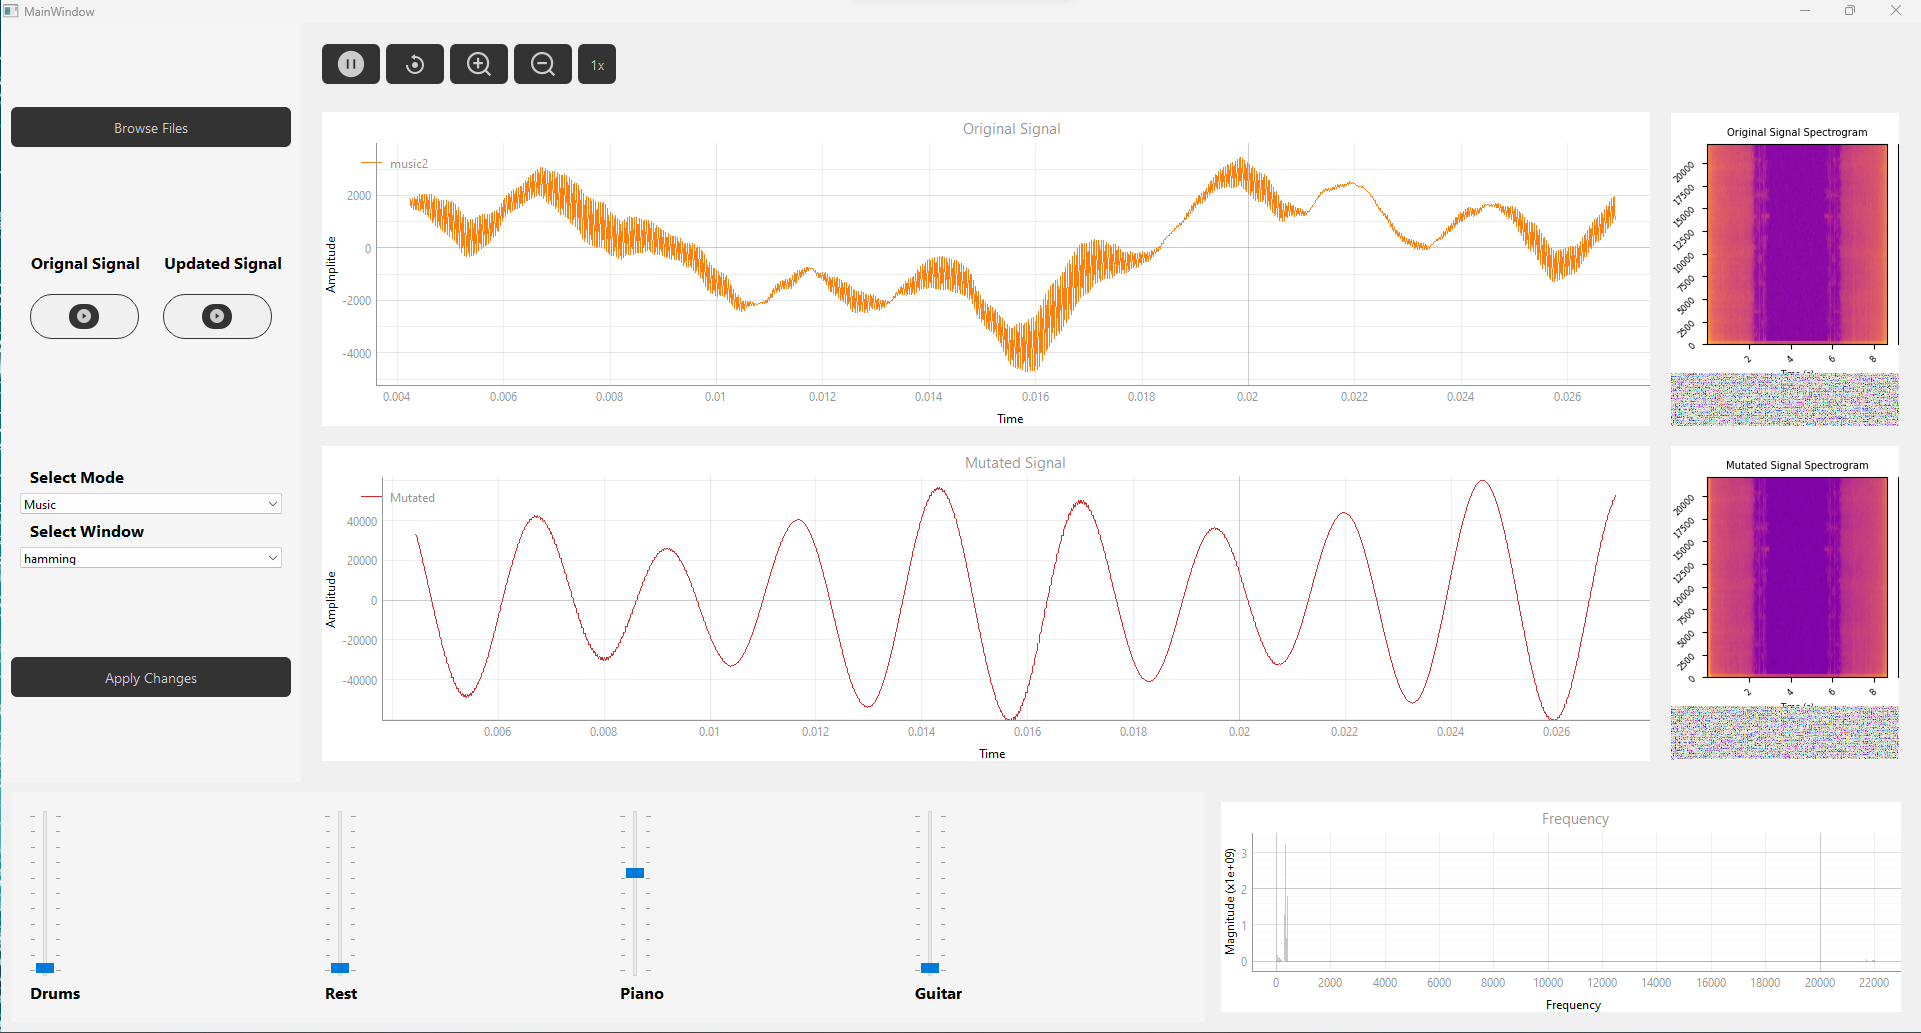 MainWindow
1x
Browse Files
Orignal Signal
Updated Signal
Select Mode
Music
Select Window
hamming
Apply Changes
Original Signal
music2
Amplitude
2000
0
-2000
-4000
0.004
0.006
0.008
0.01
0.012
0.014
0.016
0.018
0.02
0.022
0.024
0.026
Time
Original Signal Spectrogram
20000
17500
15000
12500
10000
7500
5000
2500
0
2
4
6
8
Mutated Signal
Mutated
Amplitude
40000
20000
0
-20000
-40000
0.006
0.008
0.01
0.012
0.014
0.016
0.018
0.02
0.022
0.024
0.026
Time
Mutated Signal Spectrogram
20000
17500
15000
12500
10000
7500
5000
2500
0
2
4
6
8
Drums
Rest
Piano
Guitar
Frequency
Magnitude (x1e+09)
3
2
1
0
0
2000
4000
6000
8000
10000
12000
14000
16000
18000
20000
22000
Frequency